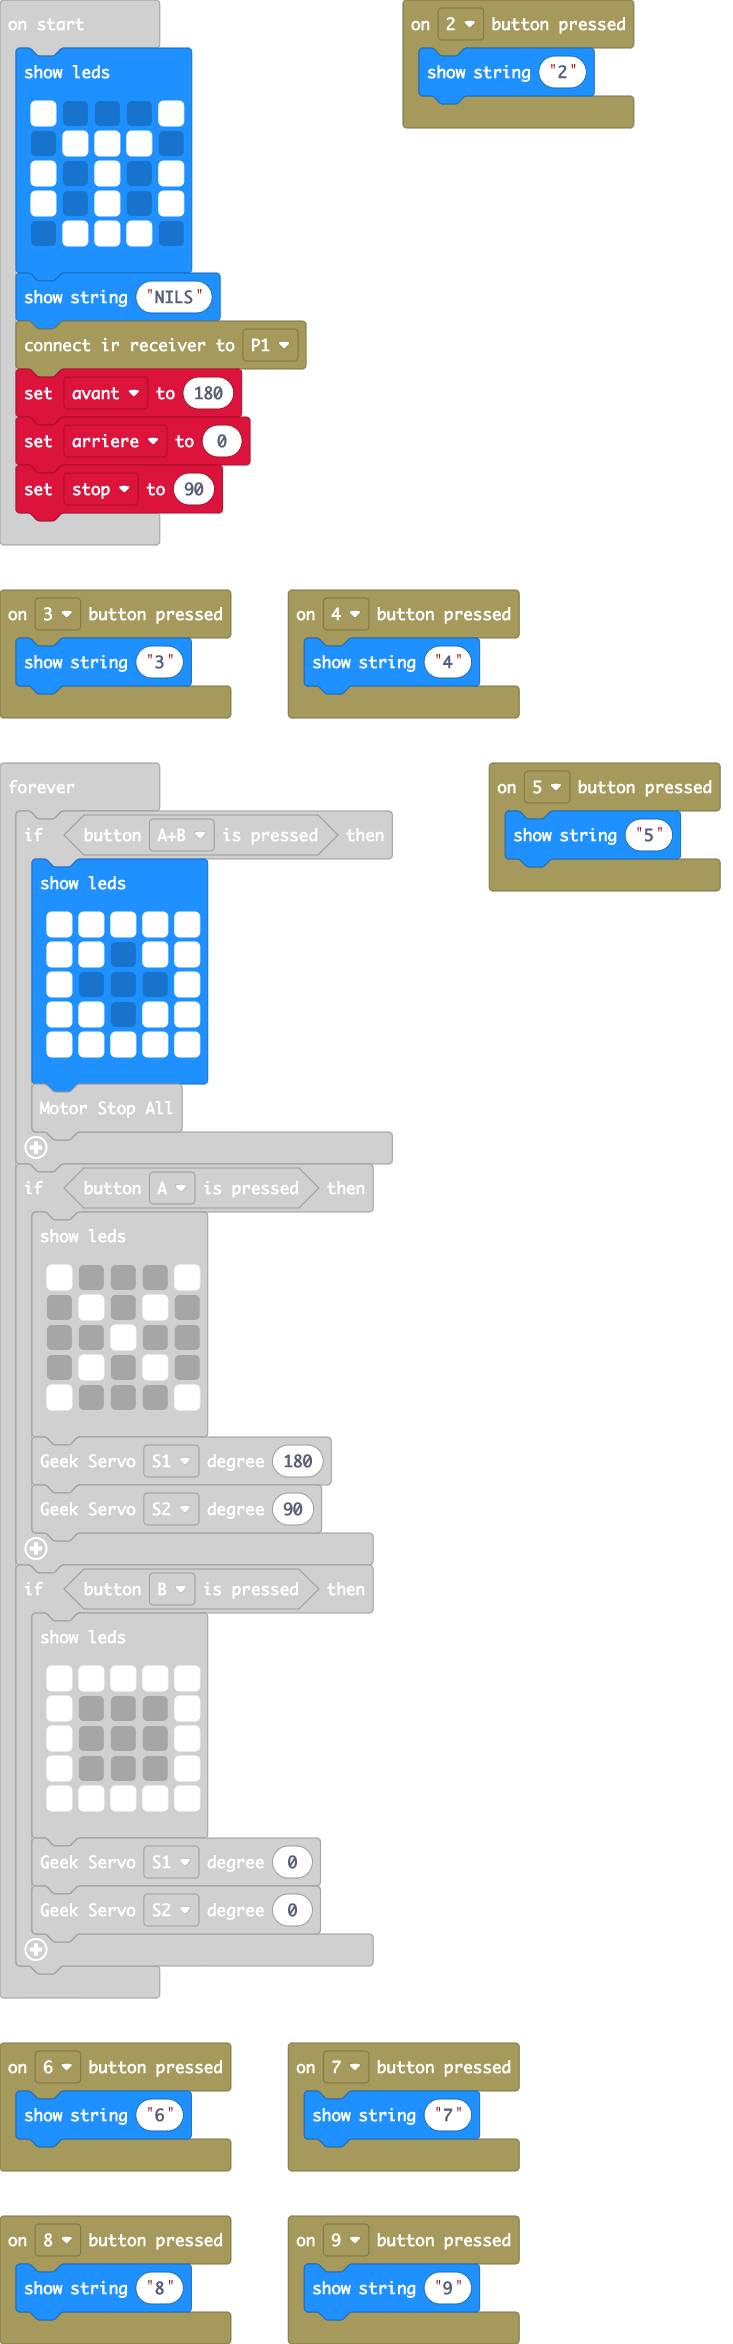 on start
show leds
show string "NILS"
connect ir receiver to P1
set avant to 180
set arriere to 0
set stop to 90
on 2 button pressed
show string "2"
on 3 button pressed
show string "3"
on 4 button pressed
show string "4"
forever
if button A+B is pressed then
show leds
Motor Stop All
if button A is pressed then
show leds
Geek Servo S1 degree 180
Geek Servo S2 degree 90
if button B is pressed then
show leds
Geek Servo S1 degree 0
Geek Servo S2 degree 0
on 5 button pressed
show string "5"
on 6 button pressed
show string "6"
on 7 button pressed
show string "7"
on 8 button pressed
show string "8"
on 9 button pressed
show string "9"